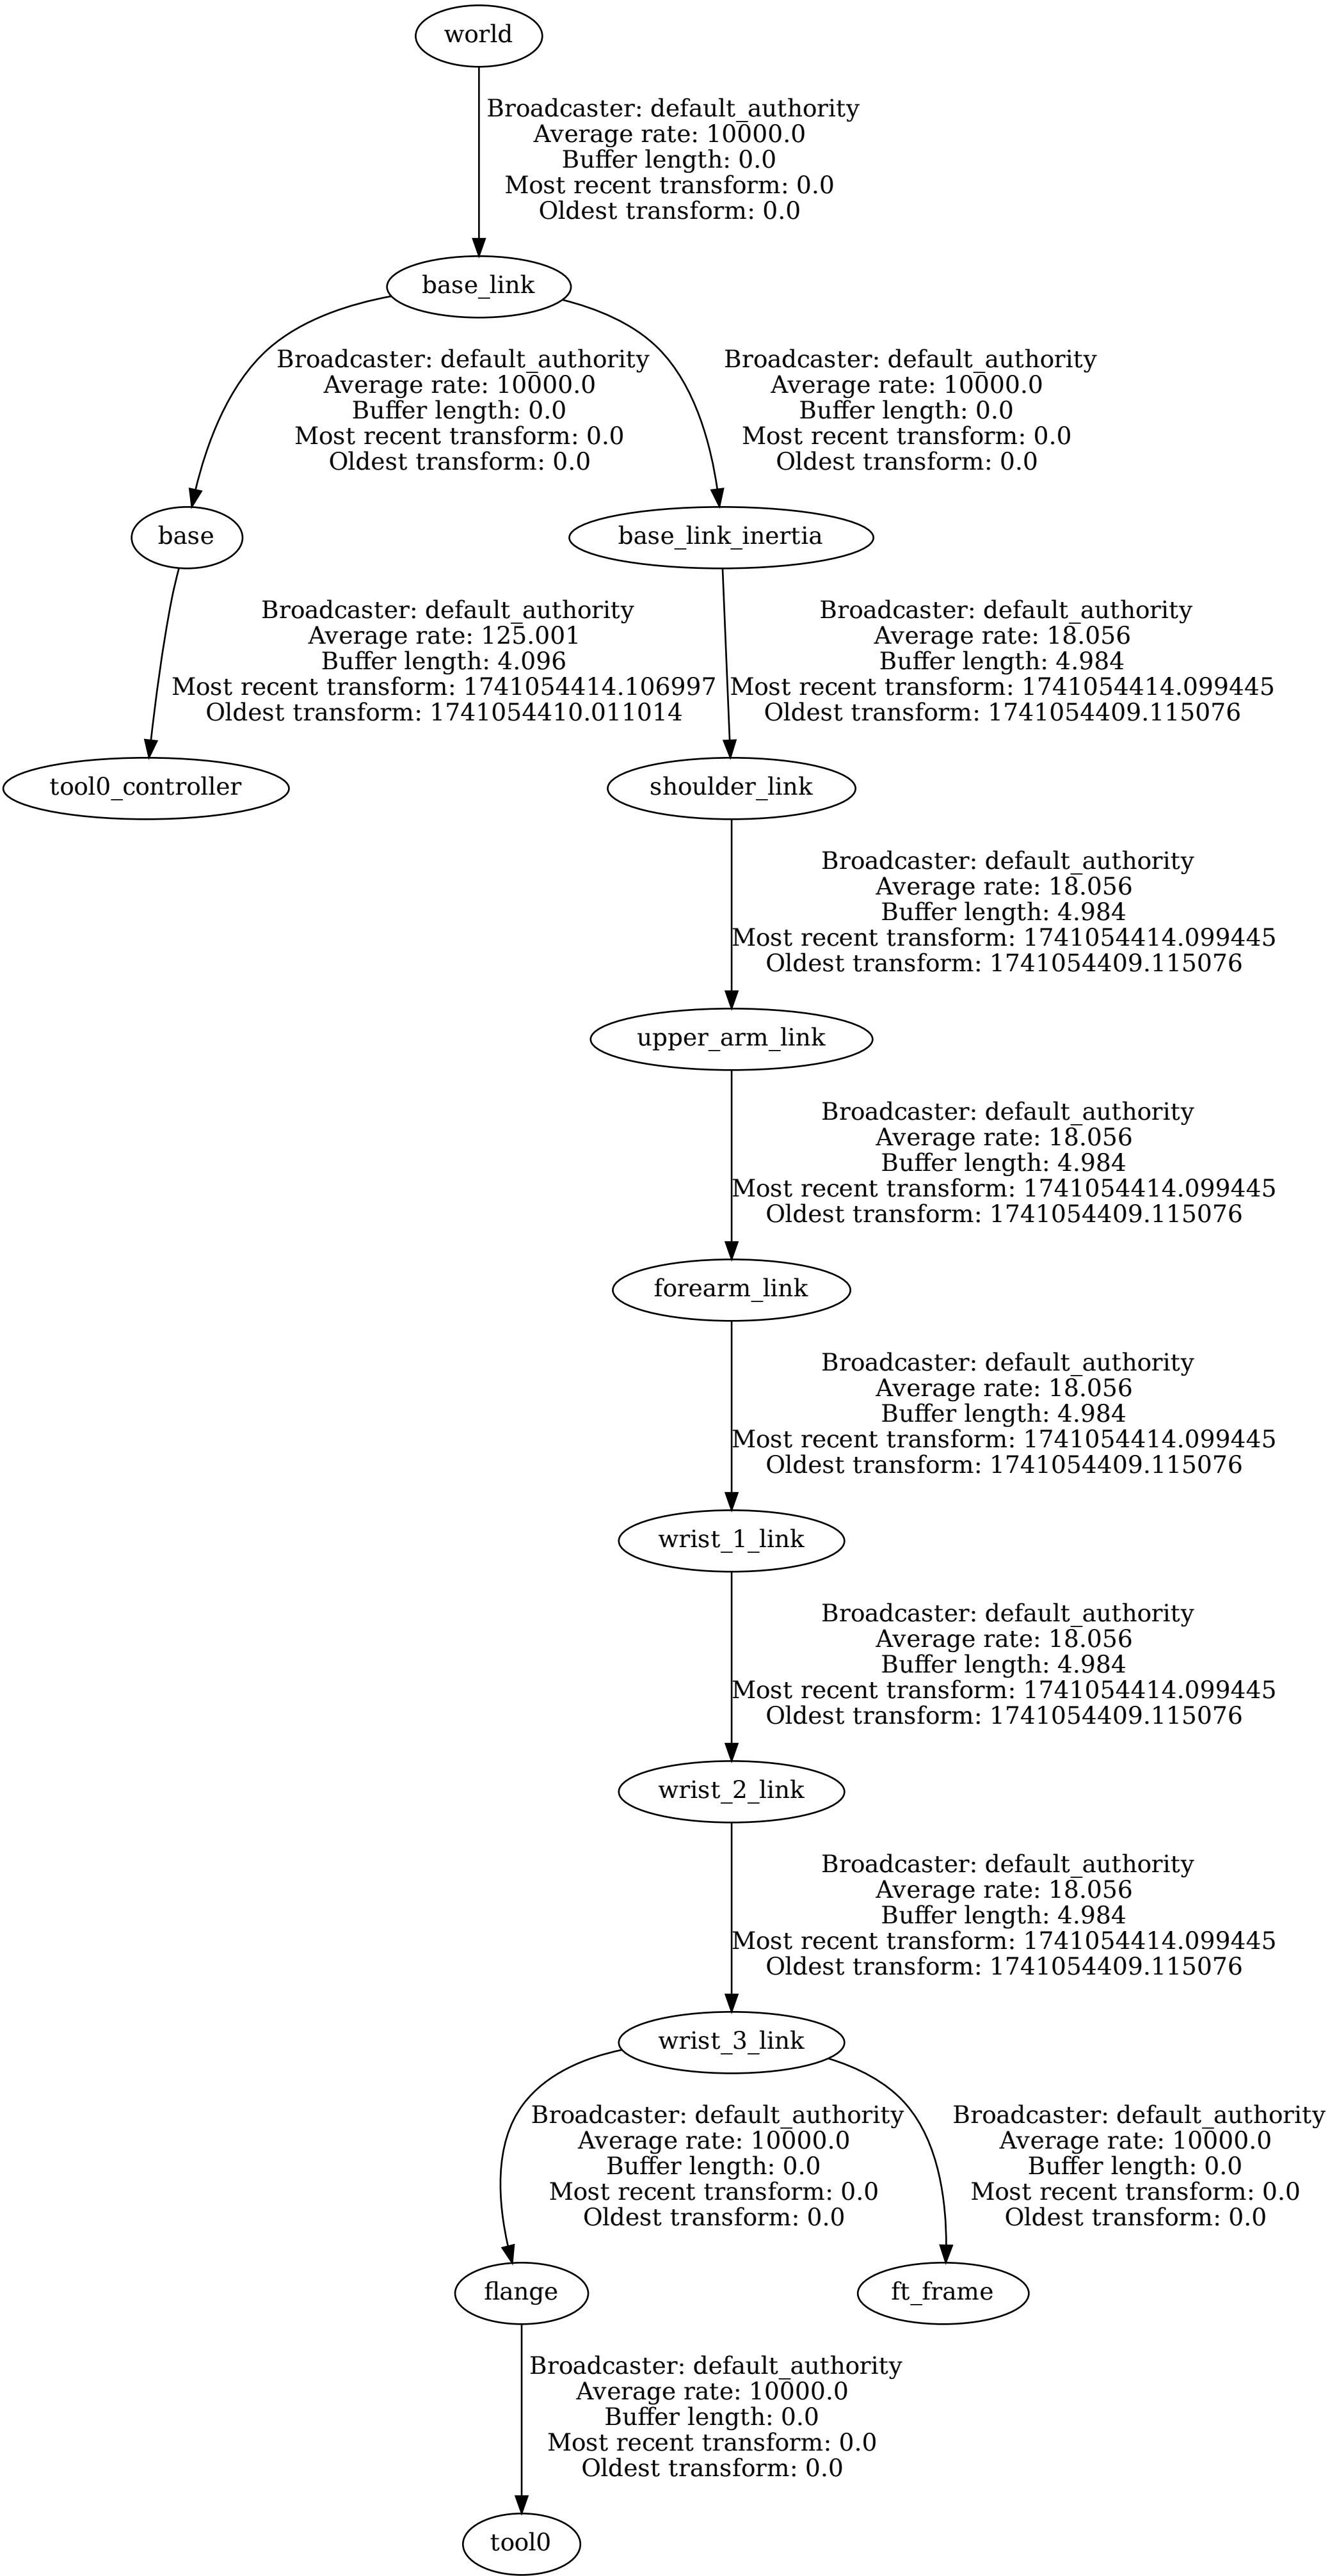 world
Broadcaster: default_authority
Average rate: 10000.0
Buffer length: 0.0
Most recent transform: 0.0
Oldest transform: 0.0
base_link
Broadcaster: default_authority
Average rate: 10000.0
Buffer length: 0.0
Most recent transform: 0.0
Oldest transform: 0.0
Broadcaster: default_authority
Average rate: 10000.0
Buffer length: 0.0
Most recent transform: 0.0
Oldest transform: 0.0
base
base_link_inertia
Broadcaster: default_authority
Average rate: 125.001
Buffer length: 4.096
Most recent transform: 1741054414.106997
Oldest transform: 1741054410.011014
Broadcaster: default_authority
Average rate: 18.056
Buffer length: 4.984
Most recent transform: 1741054414.099445
Oldest transform: 1741054409.115076
tool0_controller
shoulder_link
Broadcaster: default_authority
Average rate: 18.056
Buffer length: 4.984
Most recent transform: 1741054414.099445
Oldest transform: 1741054409.115076
upper_arm_link
Broadcaster: default_authority
Average rate: 18.056
Buffer length: 4.984
Most recent transform: 1741054414.099445
Oldest transform: 1741054409.115076
forearm_link
Broadcaster: default_authority
Average rate: 18.056
Buffer length: 4.984
Most recent transform: 1741054414.099445
Oldest transform: 1741054409.115076
wrist_1_link
Broadcaster: default_authority
Average rate: 18.056
Buffer length: 4.984
Most recent transform: 1741054414.099445
Oldest transform: 1741054409.115076
wrist_2_link
Broadcaster: default_authority
Average rate: 18.056
Buffer length: 4.984
Most recent transform: 1741054414.099445
Oldest transform: 1741054409.115076
wrist_3_link
Broadcaster: default_authority
Average rate: 10000.0
Buffer length: 0.0
Most recent transform: 0.0
Oldest transform: 0.0
Broadcaster: default_authority
Average rate: 10000.0
Buffer length: 0.0
Most recent transform: 0.0
Oldest transform: 0.0
flange
ft_frame
Broadcaster: default_authority
Average rate: 10000.0
Buffer length: 0.0
Most recent transform: 0.0
Oldest transform: 0.0
tool0